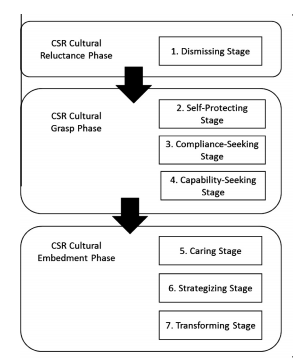 CSR Cultural
Reluctance Phase
1. Dismissing Stage
CSR Cultural
Grasp Phase
2. Self-Protecting
Stage
3. Compliance-Seeking
Stage
4. Capability-Seeking
Stage
CSR Cultural
Embedment Phase
5. Caring Stage
6. Strategizing Stage
7. Transforming Stage